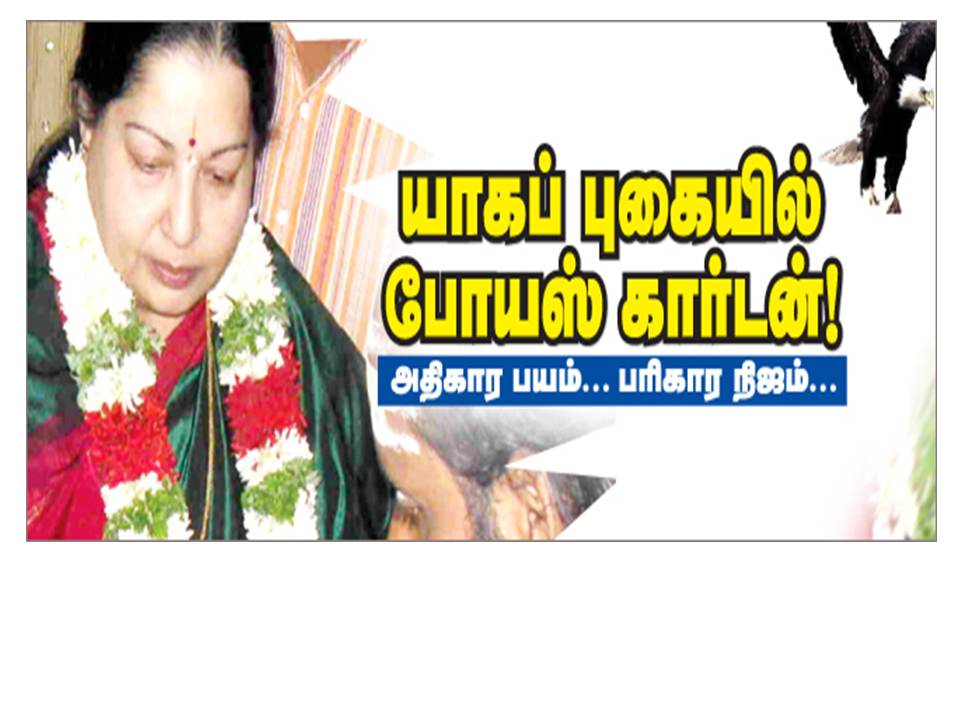 யாகப் புகையில்
போயஸ் கார்டன்!
அதிகார பயம்... பரிகார நிஜம்...